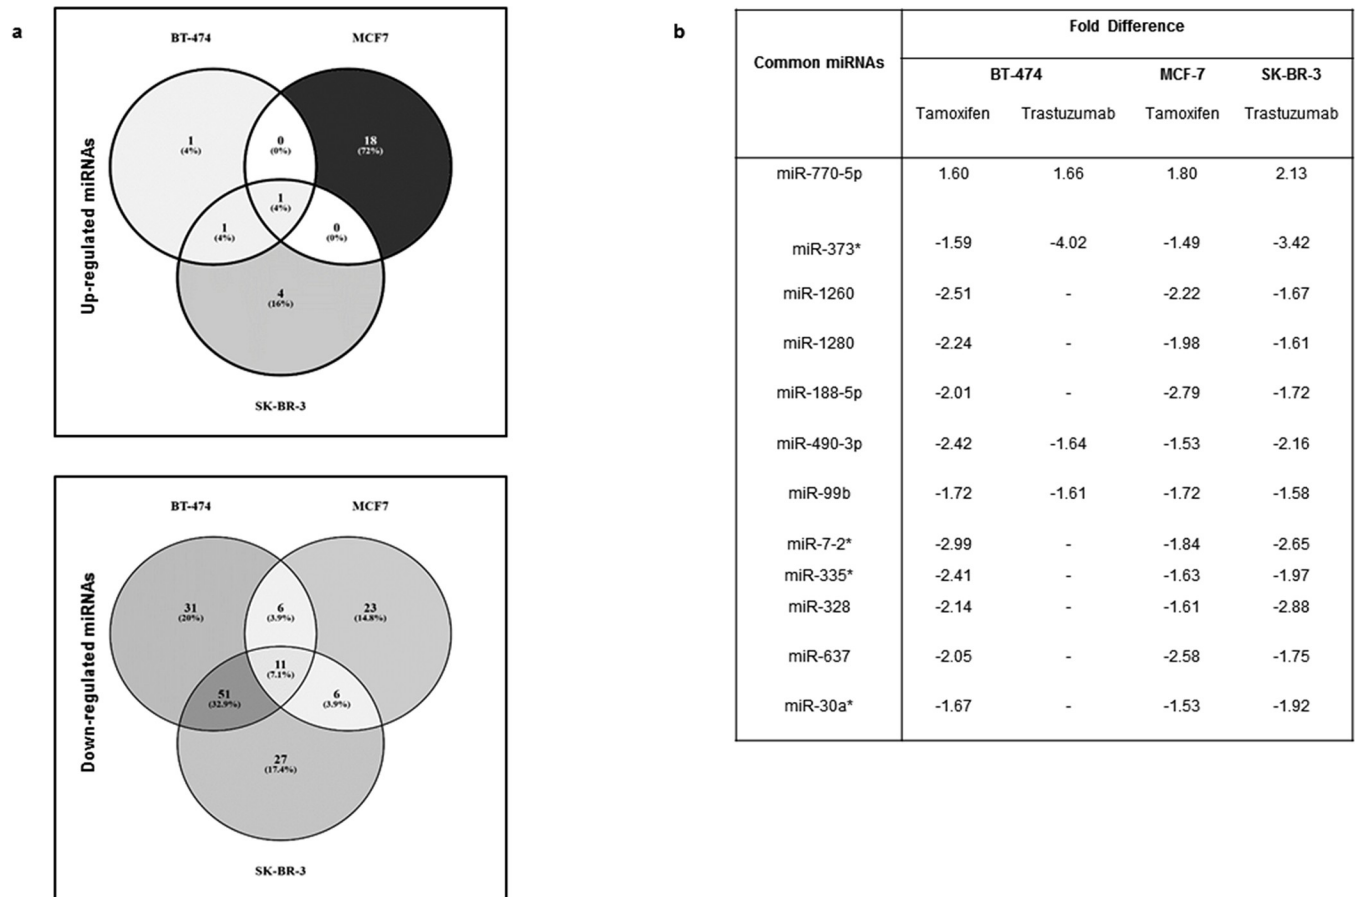 a
BT-474 MCF7
Up-regulated miRNAs
1 0 18
(4%) (0%) (72%)
1
(4%)
1 0
(4%) (0%)
4
(16%)
SK-BR-3
BT-474 MCF7
Down-regulated miRNAs
31 6 23
(20%) (3.9%) (14.8%)
11
(7.1%)
51 6
(32.9%) (3.9%)
27
(17.4%)
SK-BR-3
b
Common miRNAs Fold Difference
BT-474 MCF-7 SK-BR-3
Tamoxifen Trastuzumab Tamoxifen Trastuzumab
miR-770-5p 1.60 1.66 1.80 2.13
miR-373* -1.59 -4.02 -1.49 -3.42
miR-1260 -2.51 - -2.22 -1.67
miR-1280 -2.24 - -1.98 -1.61
miR-188-5p -2.01 - -2.79 -1.72
miR-490-3p -2.42 -1.64 -1.53 -2.16
miR-99b -1.72 -1.61 -1.72 -1.58
miR-7-2* -2.99 - -1.84 -2.65
miR-335* -2.41 - -1.63 -1.97
miR-328 -2.14 - -1.61 -2.88
miR-637 -2.05 - -2.58 -1.75
miR-30a* -1.67 - -1.53 -1.92